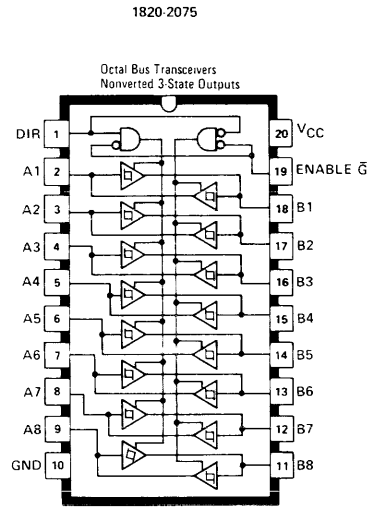 1820-2075
Octal Bus Transceivers
Nonverted 3-State Outputs
DIR 1
20 VCC
A1 2
19 ENABLE G̅
A2 3
18 B1
A3 4
17 B2
A4 5
16 B3
A5 6
15 B4
A6 7
14 B5
A7 8
13 B6
A8 9
12 B7
GND 10
11 B8